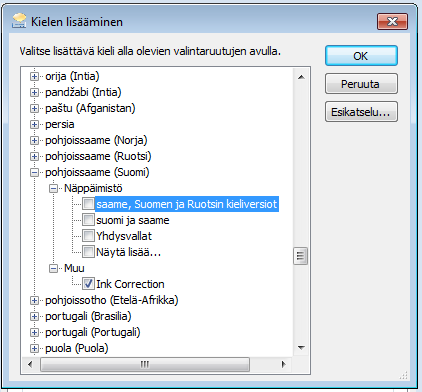 Kielen lisääminen
Valitse lisättävä kieli alla olevien valintaruutujen avulla.
OK
Peruuta
Esikatselu...
orija (Intia)
pandžabi (Intia)
paštu (Afganistan)
persia
pohjoissaame (Norja)
pohjoissaame (Ruotsi)
pohjoissaame (Suomi)
Näppäimistö
saame, Suomen ja Ruotsin kieliversiot
suomi ja saame
Yhdysvallat
Näytä lisää...
Muu
Ink Correction
pohjoissotho (Etelä-Afrikka)
portugali (Brasilia)
portugali (Portugali)
puola (Puola)